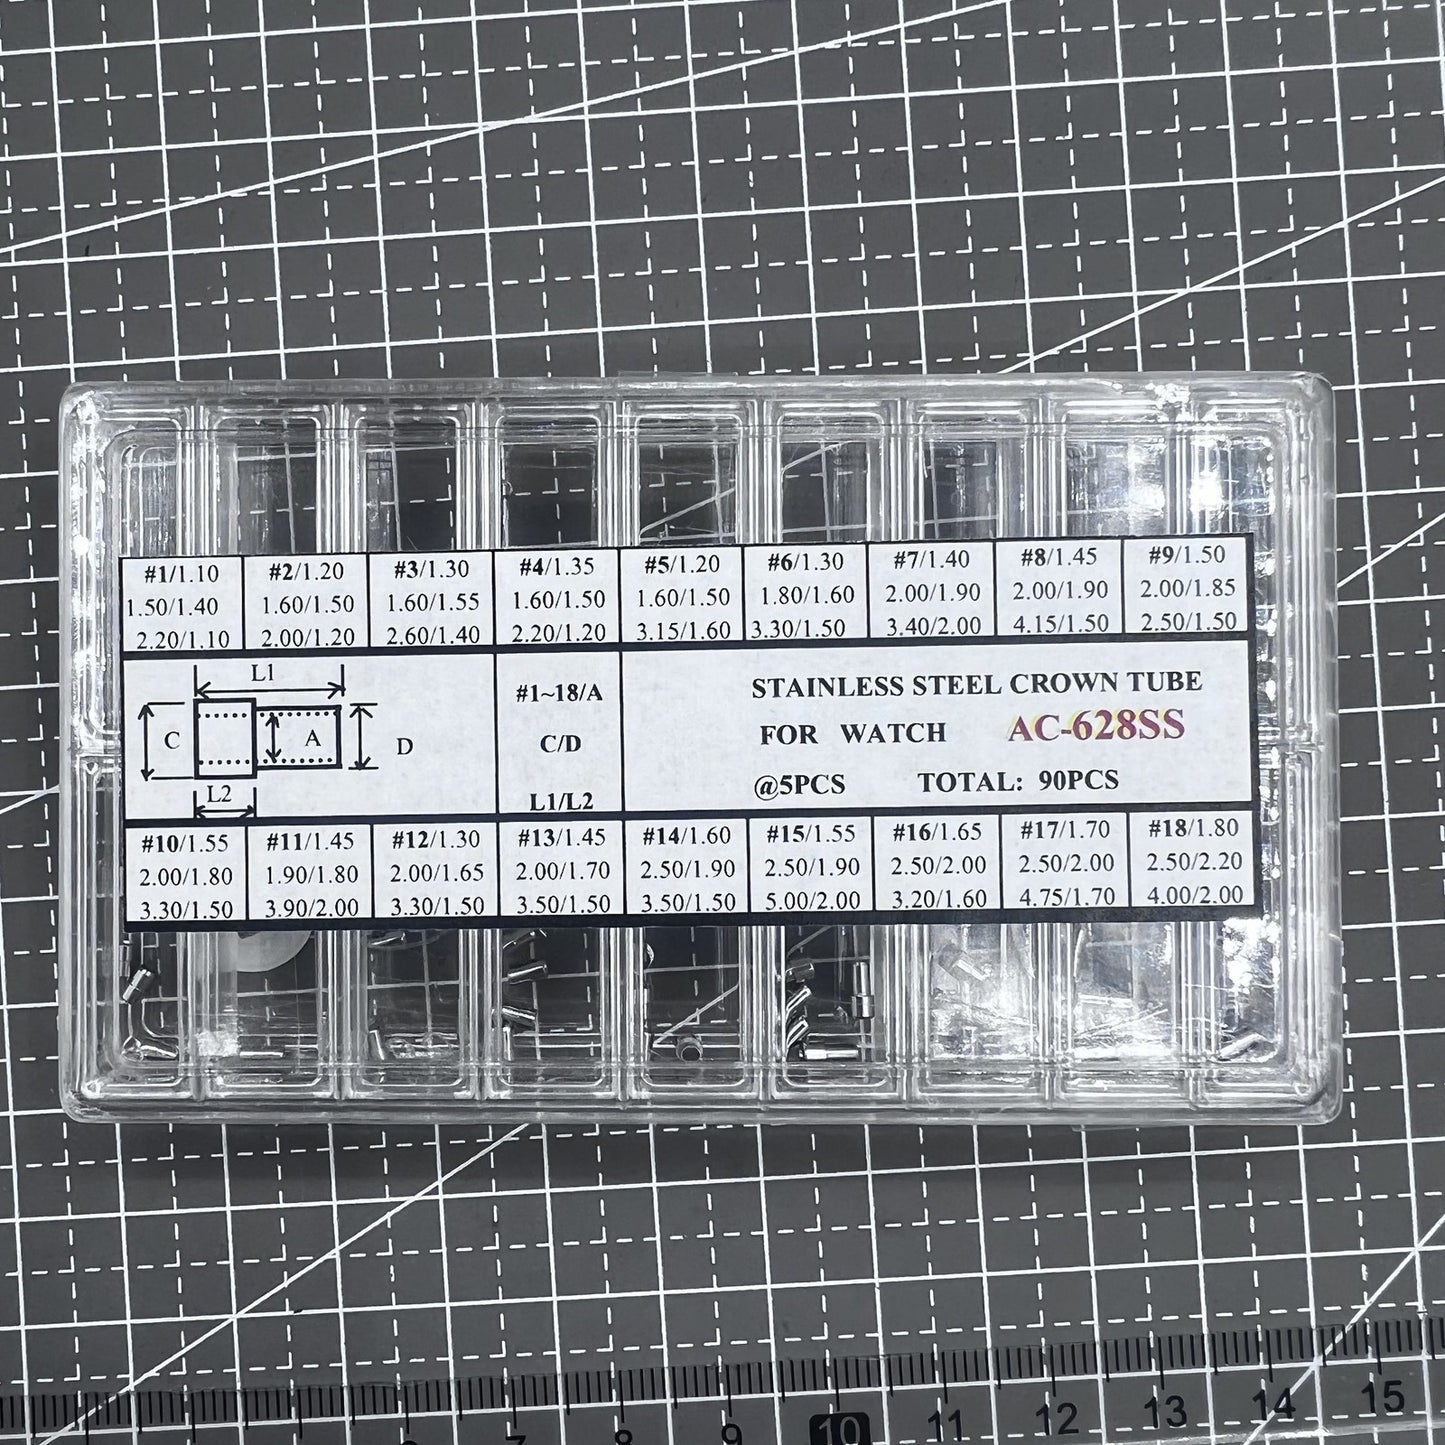 #1/1.10 #2/1.20 #3/1.30 #4/1.35 #5/1.20 #6/1.30 #7/1.40 #8/1.45 #9/1.50
1.50/1.40 1.60/1.50 1.60/1.55 1.60/1.50 1.60/1.50 1.80/1.60 2.00/1.90 2.00/1.90 2.00/1.85
2.20/1.10 2.00/1.20 2.60/1.40 2.20/1.20 3.15/1.60 3.30/1.50 3.40/2.00 4.15/1.50 2.50/1.50
L1
C A D
L2
#1~18/A
C/D
L1/L2
STAINLESS STEEL CROWN TUBE
FOR WATCH AC-628SS
@5PCS TOTAL: 90PCS
#10/1.55 #11/1.45 #12/1.30 #13/1.45 #14/1.60 #15/1.55 #16/1.65 #17/1.70 #18/1.80
2.00/1.80 1.90/1.80 2.00/1.65 2.00/1.70 2.50/1.90 2.50/1.90 2.50/2.00 2.50/2.00 2.50/2.20
3.30/1.50 3.90/2.00 3.30/1.50 3.50/1.50 3.50/1.50 5.00/2.00 3.20/1.60 4.75/1.70 4.00/2.00
7 8 9 10 11 12 13 14 15